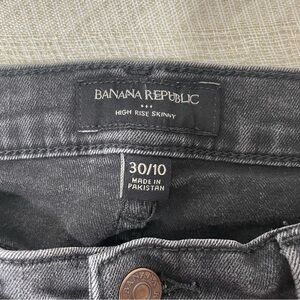 BANANA REPUBLIC
HIGH RISE SKINNY
30/10
MADE IN
PAKISTAN